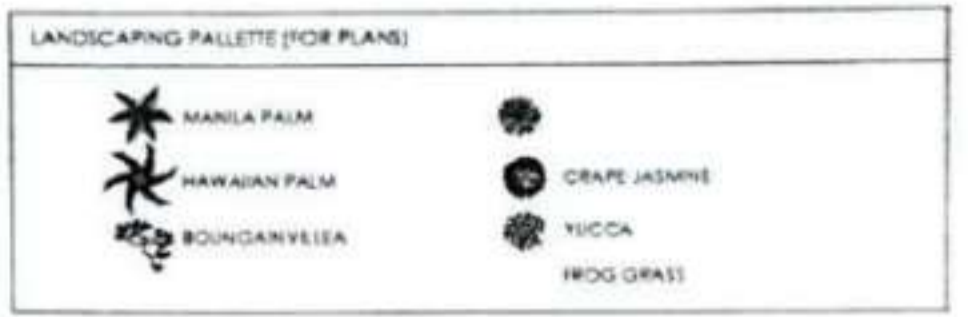 LANDSCAPING PALLETTE (FOR PLANS)
MANILA PALM
HAWAIIAN PALM
BOUNGAINVILLEA
CRAPE JASMINE
YUCCA
FROG GRASS